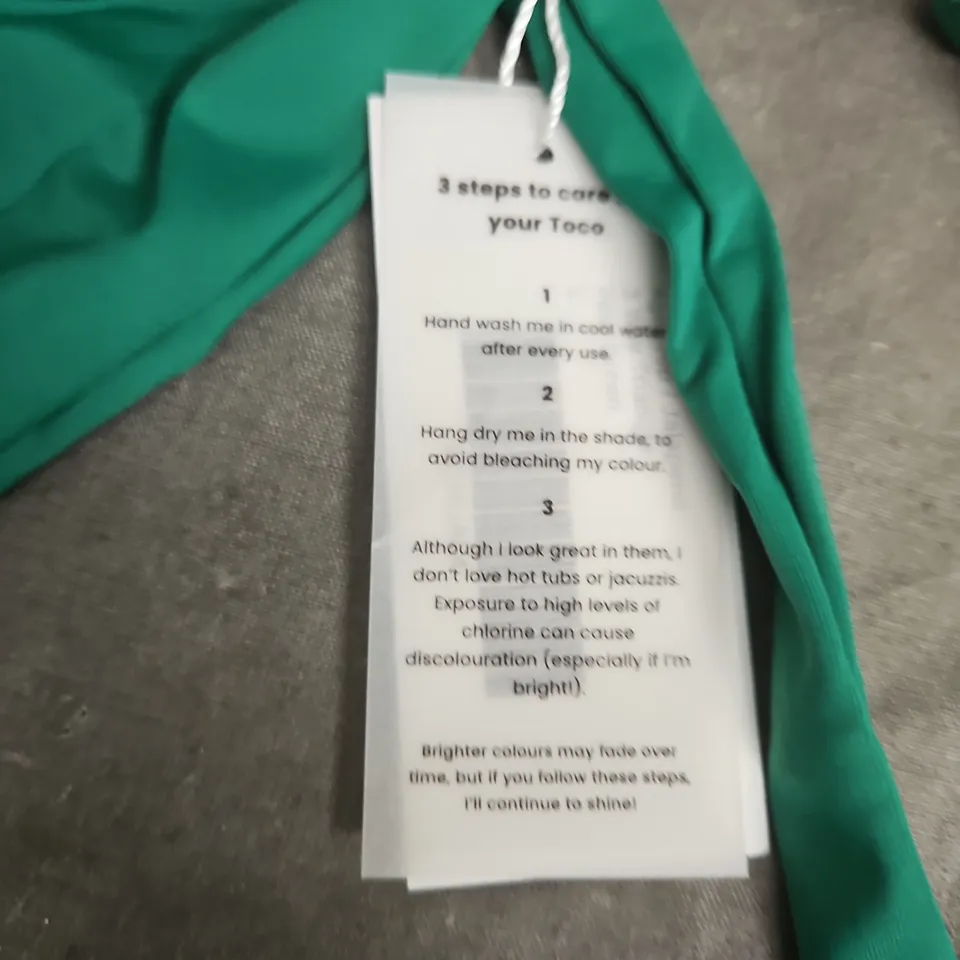 3 steps to care
your Toco
1
Hand wash me in cool water
after every use.
2
Hang dry me in the shade, to
avoid bleaching my colour.
3
Although I look great in them, I
don't love hot tubs or jacuzzis.
Exposure to high levels of
chlorine can cause
discolouration (especially if I'm
bright!).
Brighter colours may fade over
time, but if you follow these steps,
I'll continue to shine!